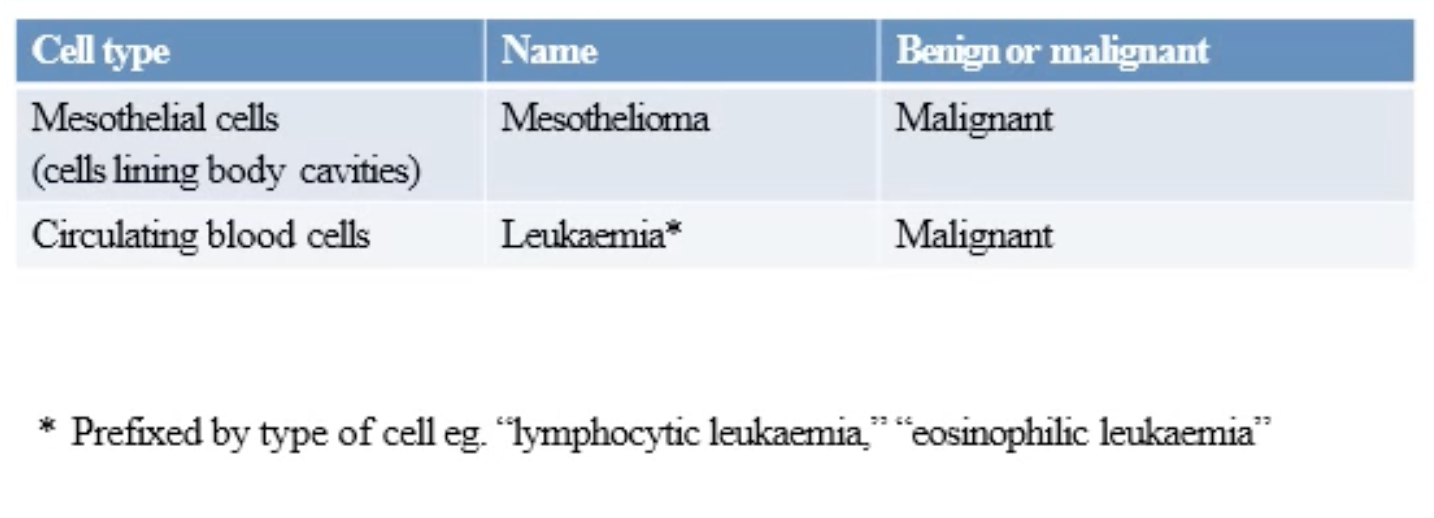 Cell type Name Benign or malignant
Mesothelial cells Mesothelioma Malignant
(cells lining body cavities)
Circulating blood cells Leukaemia* Malignant
* Prefixed by type of cell eg. “lymphocytic leukaemia,” “eosinophilic leukaemia”